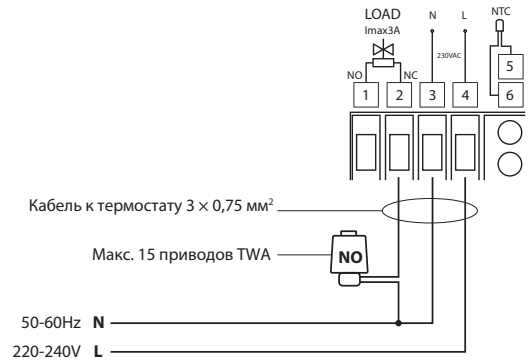 LOAD N L NTC
Imax3A
230VAC
5
NO NC
1 2 3 4 6
Кабель к термостату 3 × 0,75 мм²
Макс. 15 приводов TWA NO
50-60Hz N
220-240V L